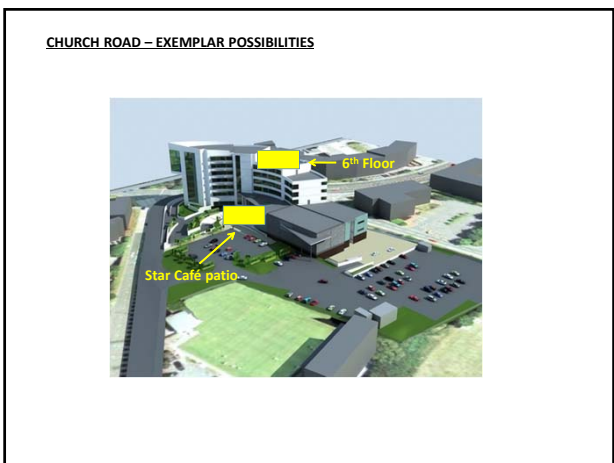 CHURCH ROAD – EXEMPLAR POSSIBILITIES
6th Floor
Star Café patio